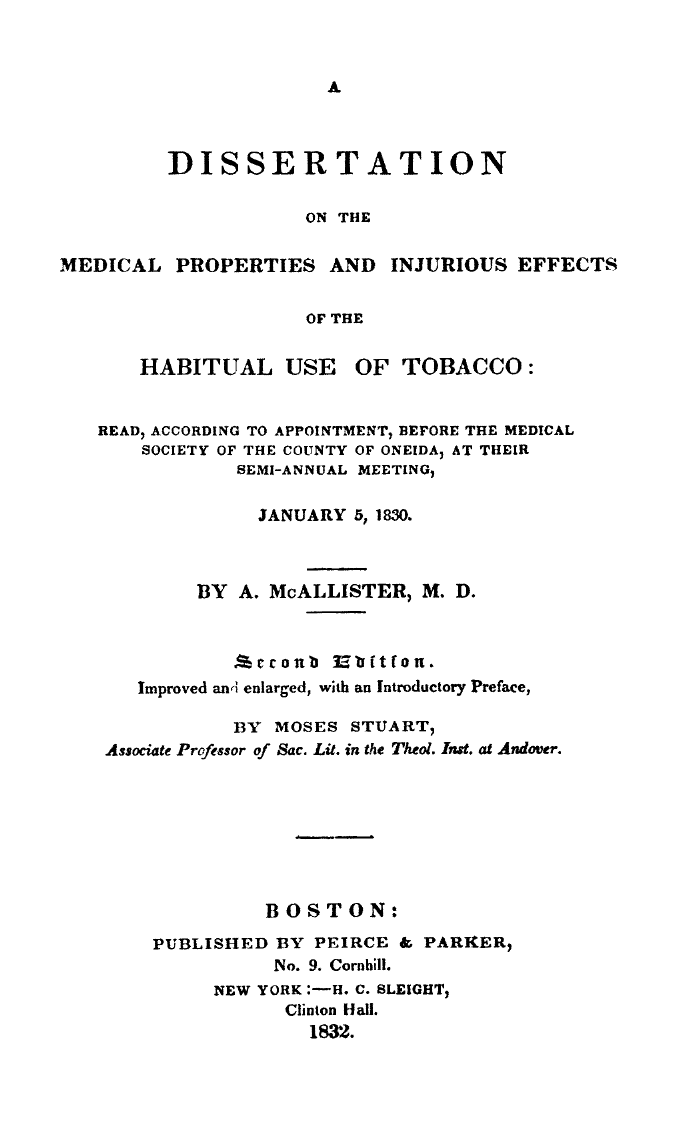 A
DISSERTATION
ON THE
MEDICAL PROPERTIES AND INJURIOUS EFFECTS
OF THE
HABITUAL USE OF TOBACCO:
READ, ACCORDING TO APPOINTMENT, BEFORE THE MEDICAL
SOCIETY OF THE COUNTY OF ONEIDA, AT THEIR
SEMI-ANNUAL MEETING,
JANUARY 5, 1830.
BY A. McALLISTER, M. D.
Second Edition.
Improved and enlarged, with an Introductory Preface,
BY MOSES STUART,
Associate Professor of Sac. Lit. in the Theol. Inst. at Andover.
BOSTON:
PUBLISHED BY PEIRCE & PARKER,
No. 9. Cornhill.
NEW YORK:—H. C. SLEIGHT,
Clinton Hall.
1832.